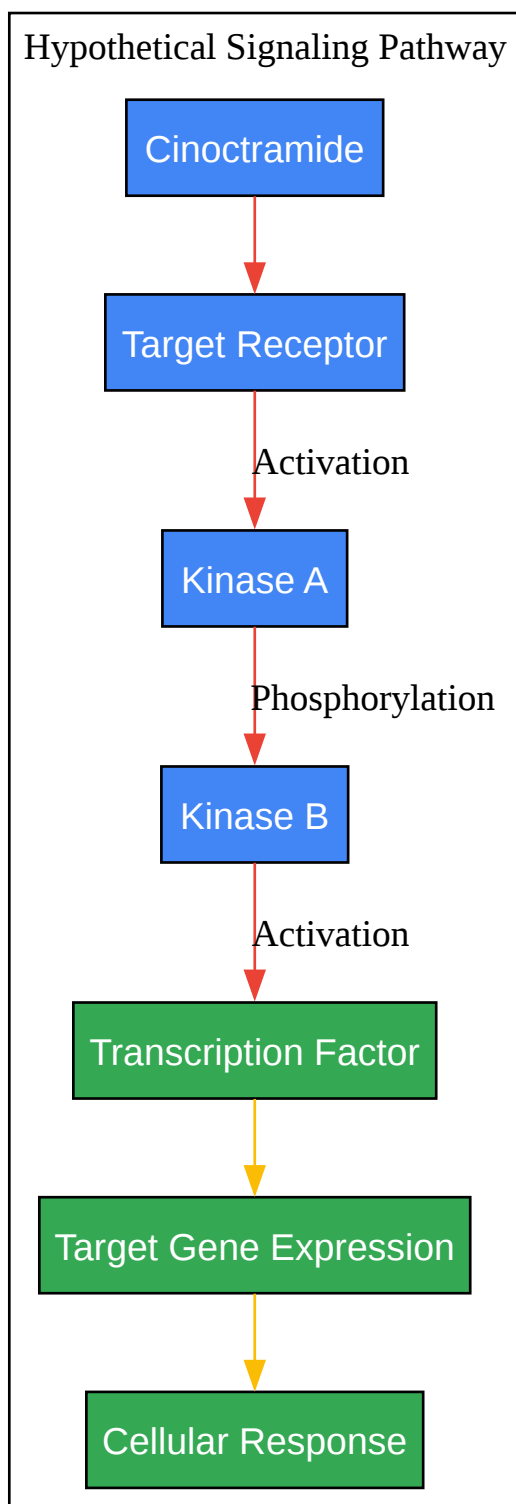 Hypothetical Signaling Pathway
Cinoctramide
Target Receptor
Activation
Kinase A
Phosphorylation
Kinase B
Activation
Transcription Factor
Target Gene Expression
Cellular Response